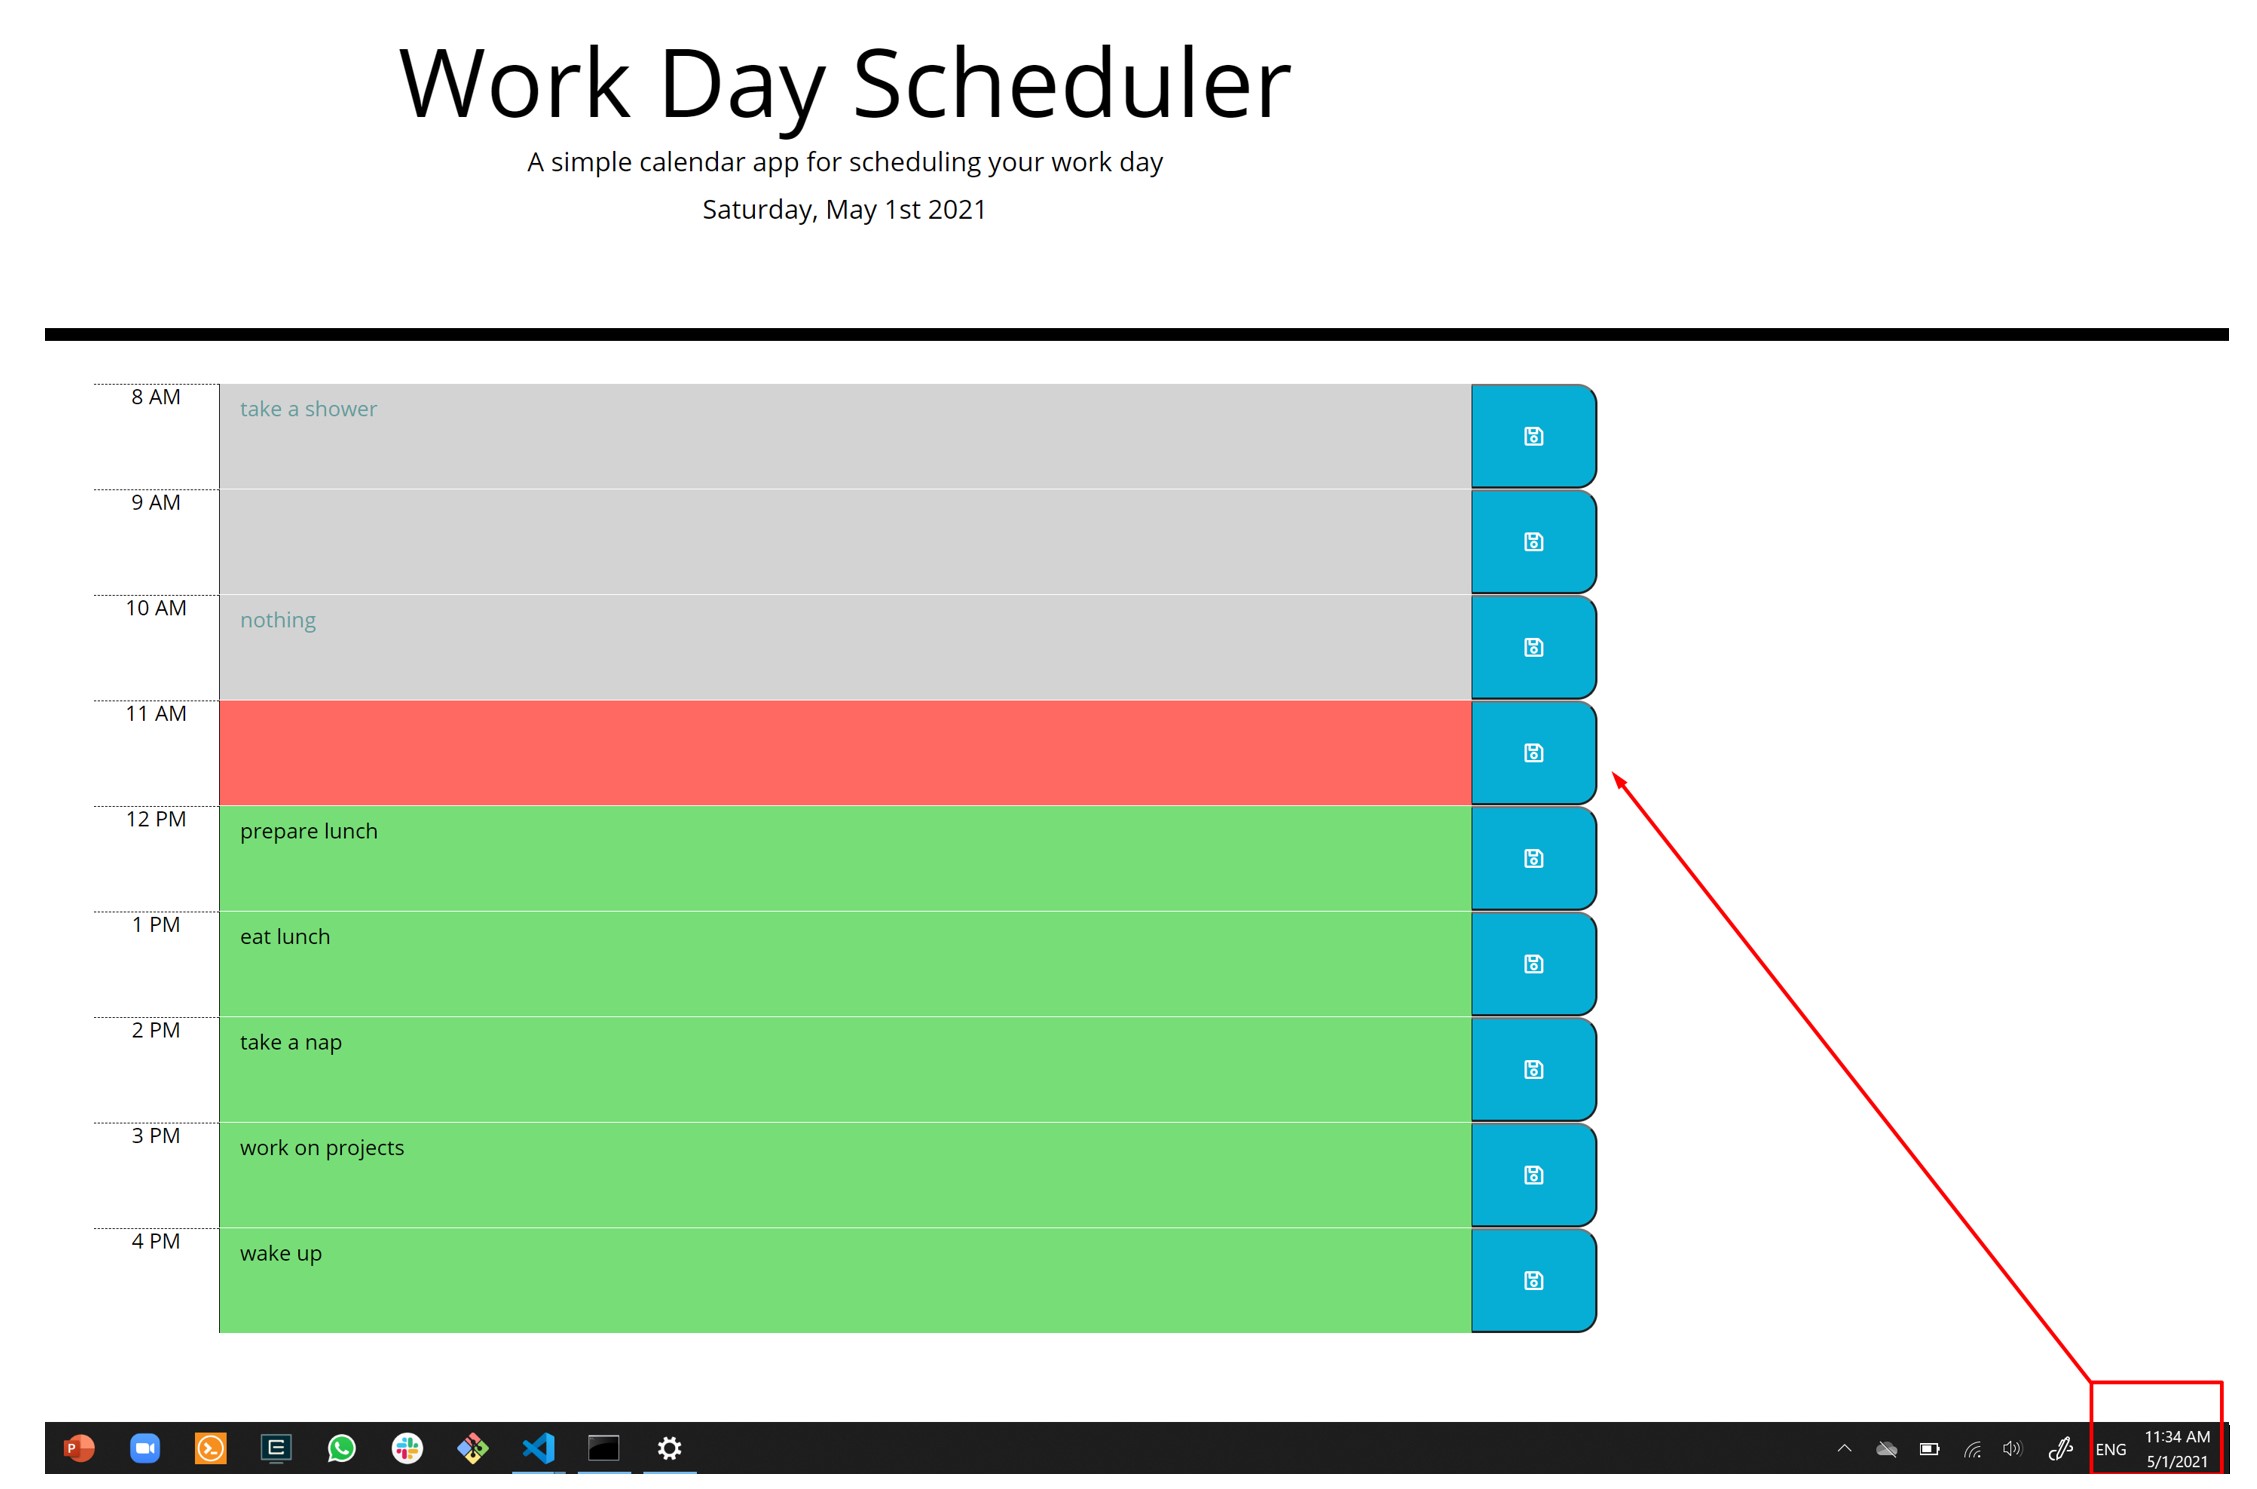 Work Day Scheduler
A simple calendar app for scheduling your work day
Saturday, May 1st 2021
8 AM
take a shower
9 AM
10 AM
nothing
11 AM
12 PM
prepare lunch
1 PM
eat lunch
2 PM
take a nap
3 PM
work on projects
4 PM
wake up
P
E
ENG
11:34 AM
5/1/2021